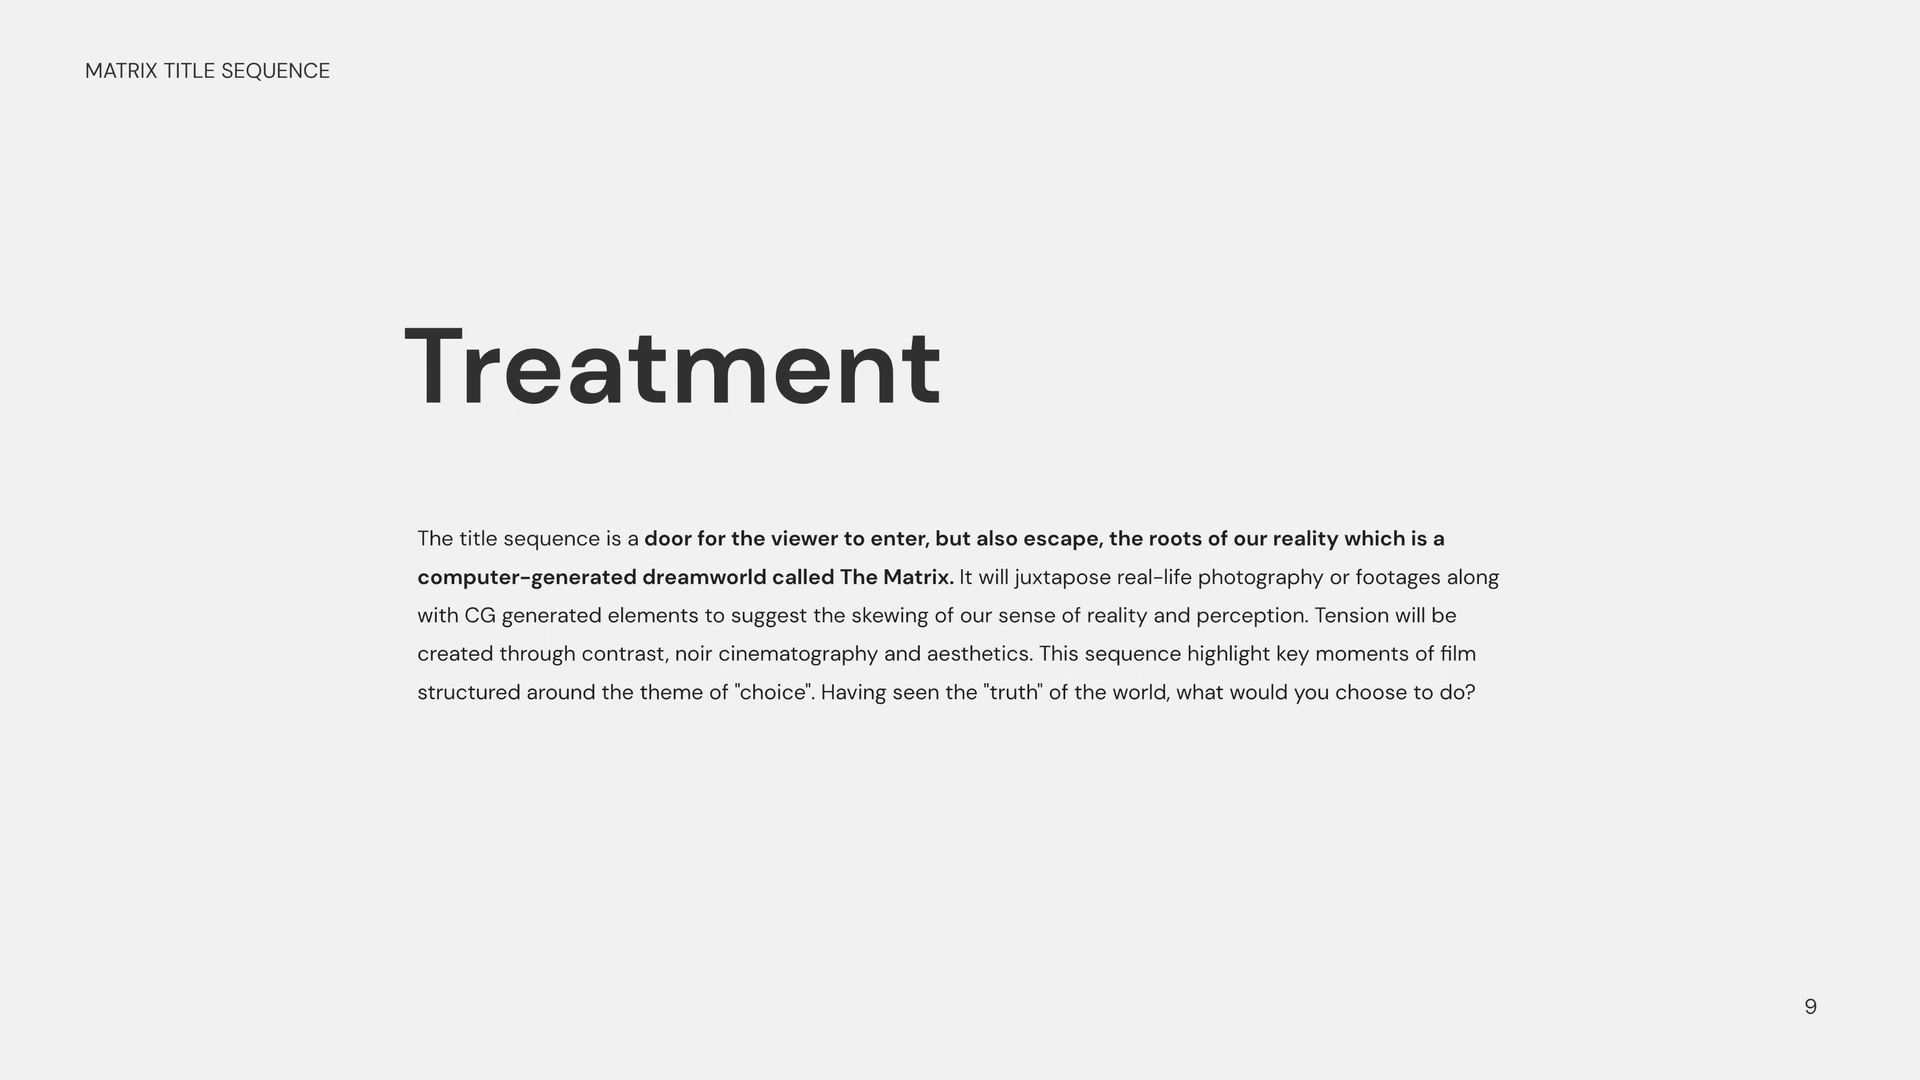 MATRIX TITLE SEQUENCE
Treatment
The title sequence is a door for the viewer to enter, but also escape, the roots of our reality which is a
computer-generated dreamworld called The Matrix. It will juxtapose real-life photography or footages along
with CG generated elements to suggest the skewing of our sense of reality and perception. Tension will be
created through contrast, noir cinematography and aesthetics. This sequence highlight key moments of film
structured around the theme of "choice". Having seen the "truth" of the world, what would you choose to do?
9